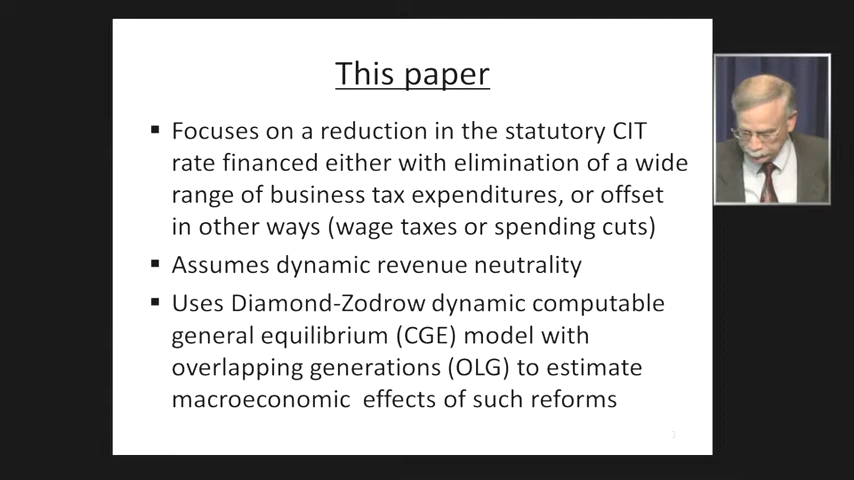 This paper
▪ Focuses on a reduction in the statutory CIT
rate financed either with elimination of a wide
range of business tax expenditures, or offset
in other ways (wage taxes or spending cuts)
▪ Assumes dynamic revenue neutrality
▪ Uses Diamond-Zodrow dynamic computable
general equilibrium (CGE) model with
overlapping generations (OLG) to estimate
macroeconomic  effects of such reforms